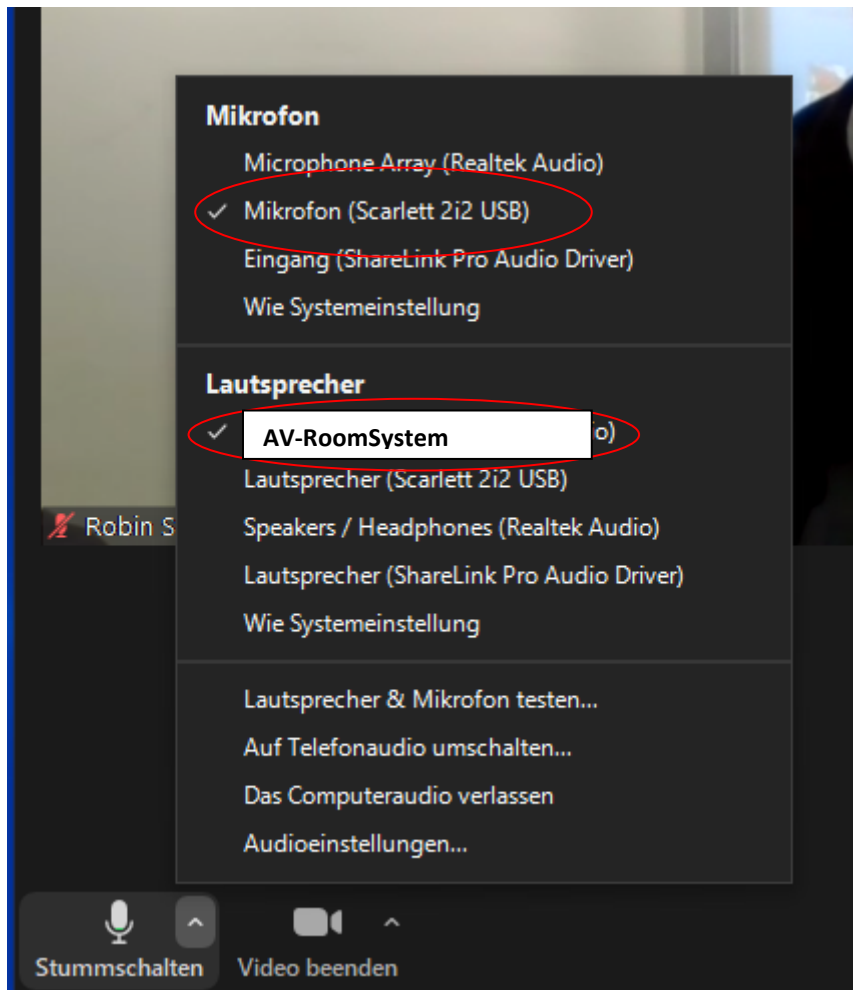 Mikrofon
Microphone Array (Realtek Audio)
Mikrofon (Scarlett 2i2 USB)
Eingang (ShareLink Pro Audio Driver)
Wie Systemeinstellung
Lautsprecher
AV-RoomSystem o)
Lautsprecher (Scarlett 2i2 USB)
Robin S
Speakers / Headphones (Realtek Audio)
Lautsprecher (ShareLink Pro Audio Driver)
Wie Systemeinstellung
Lautsprecher & Mikrofon testen...
Auf Telefonaudio umschalten...
Das Computeraudio verlassen
Audioeinstellungen...
Stummschalten
Video beenden